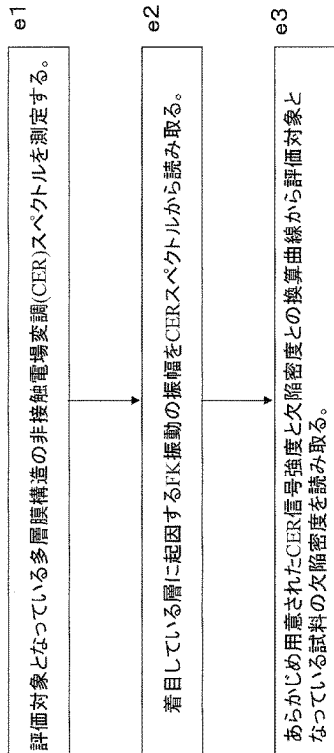 e1
評価対象となっている多層膜構造の非接触電場変調(CER)スペクトルを測定する。
e2
着目している層に起因するFK振動の振幅をCERスペクトルから読み取る。
e3
あらかじめ用意されたCER信号強度と欠陥密度との換算曲線から評価対象と
なっている試料の欠陥密度を読み取る。